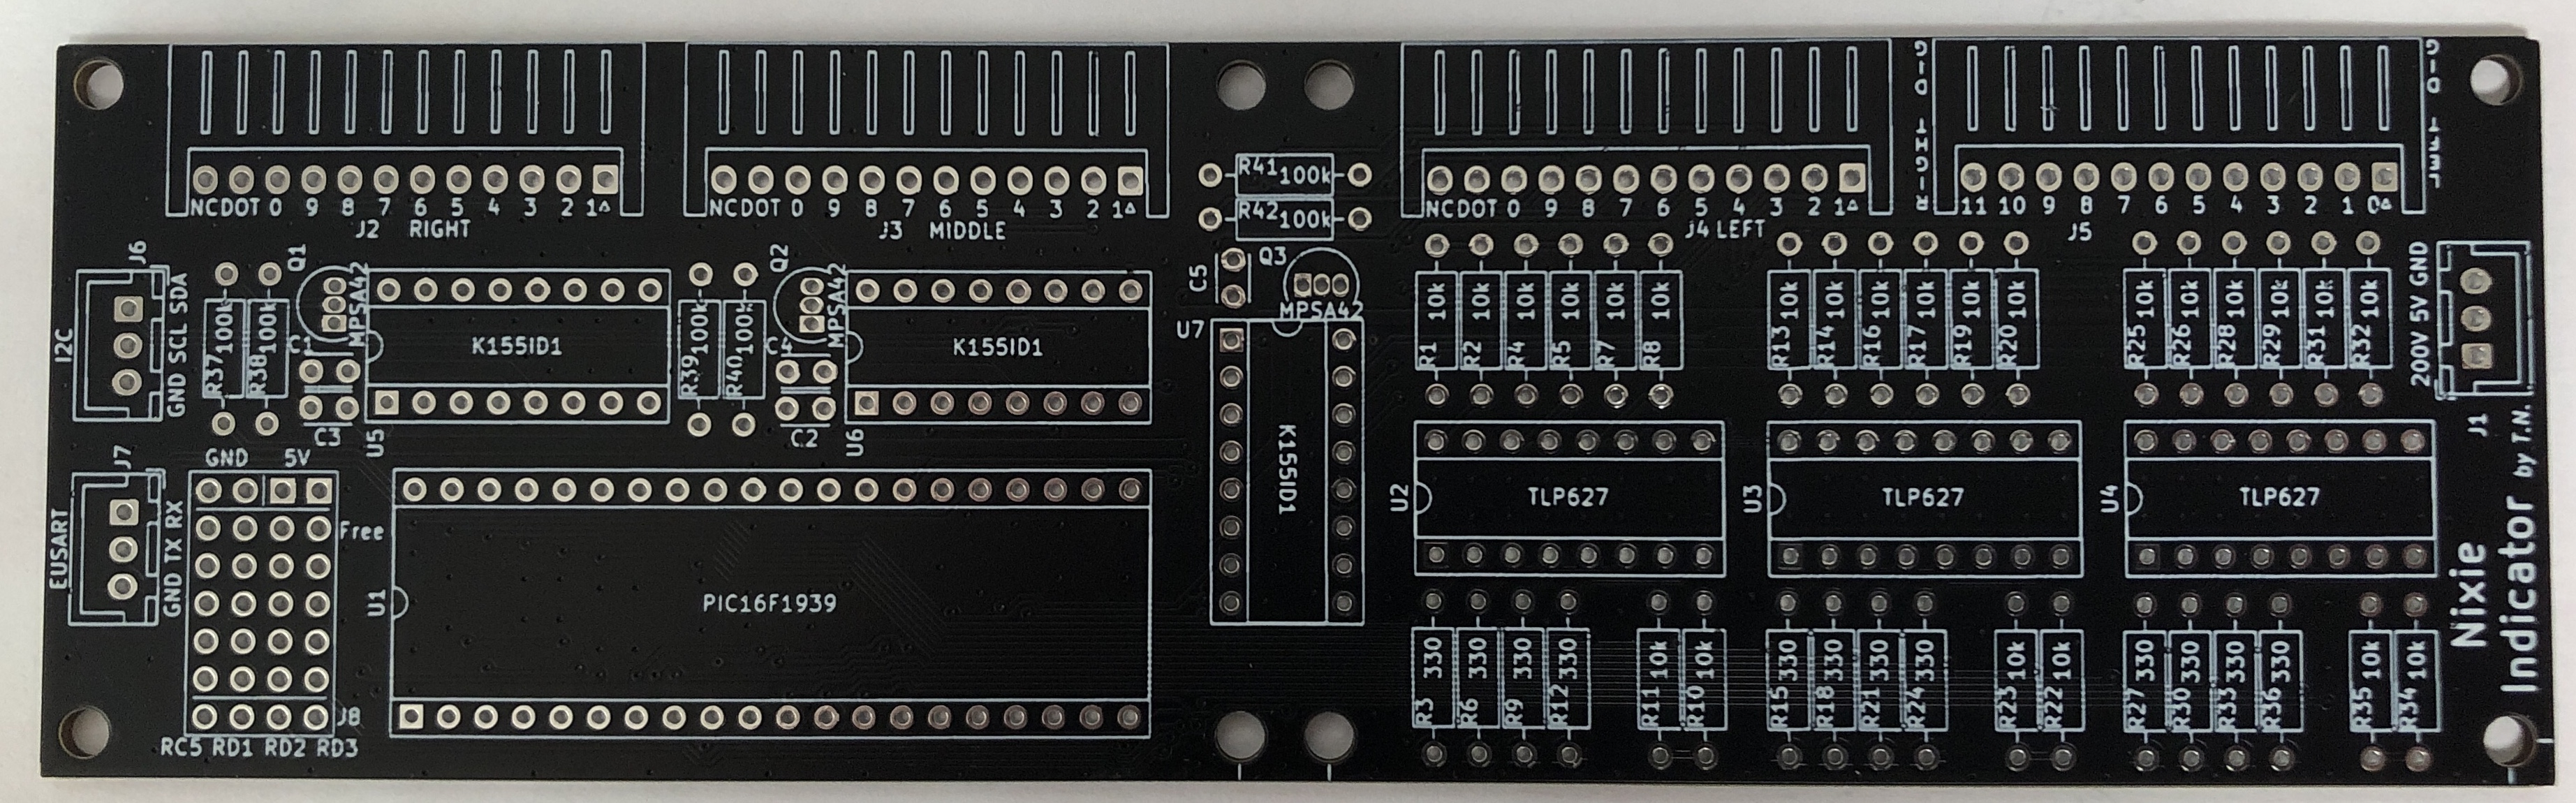 GRID RIGHT
GRID LEFT
NC DOT 0 9 8 7 6 5 4 3 2 1
J2 RIGHT
NC DOT 0 9 8 7 6 5 4 3 2 1
J3 MIDDLE
R41 100k
R42 100k
NC DOT 0 9 8 7 6 5 4 3 2 1
J4 LEFT
11 10 9 8 7 6 5 4 3 2 1 0
J5
J6
I2C
GND SCL SDA
R37 100k
R38 100k
Q1
MPSA42
C1
C3
U5
K155ID1
R39 100k
R40 100k
Q2
MPSA42
C2
U6
K155ID1
C5
Q3
MPSA42
U7
K155ID1
R1 10k
R2 10k
R4 10k
R5 10k
R7 10k
R8 10k
R13 10k
R14 10k
R16 10k
R17 10k
R19 10k
R20 10k
R25 10k
R26 10k
R28 10k
R29 10k
R31 10k
R32 10k
200V 5V GND
J1
J7
EUSART
GND TX RX
GND 5V
Free
J8
RC5 RD1 RD2 RD3
U1
PIC16F1939
U2
TLP627
U3
TLP627
U4
TLP627
R3 330
R6 330
R9 330
R12 330
R11 10k
R10 10k
R15 330
R18 330
R21 330
R24 330
R23 10k
R22 10k
R27 330
R30 330
R33 330
R36 330
R35 10k
R34 10k
Nixie
Indicator by T.N.